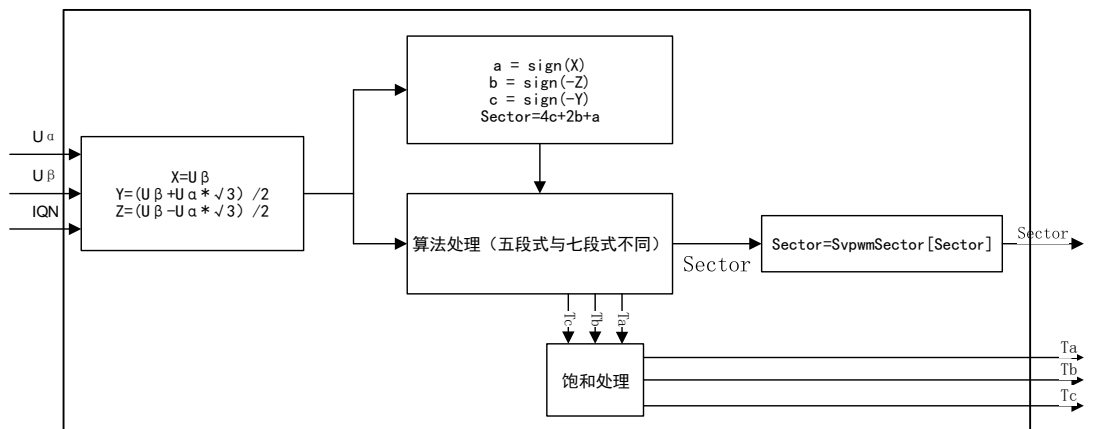 a = sign(X)
b = sign(-Z)
c = sign(-Y)
Sector=4c+2b+a
Uα
Uβ
IQN
X=Uβ
Y=(Uβ+Uα*√3) /2
Z=(Uβ-Uα*√3) /2
算法处理（五段式与七段式不同）
Sector
Sector=SvpwmSector[Sector]
Sector
Tc
Tb
Ta
饱和处理
Ta
Tb
Tc